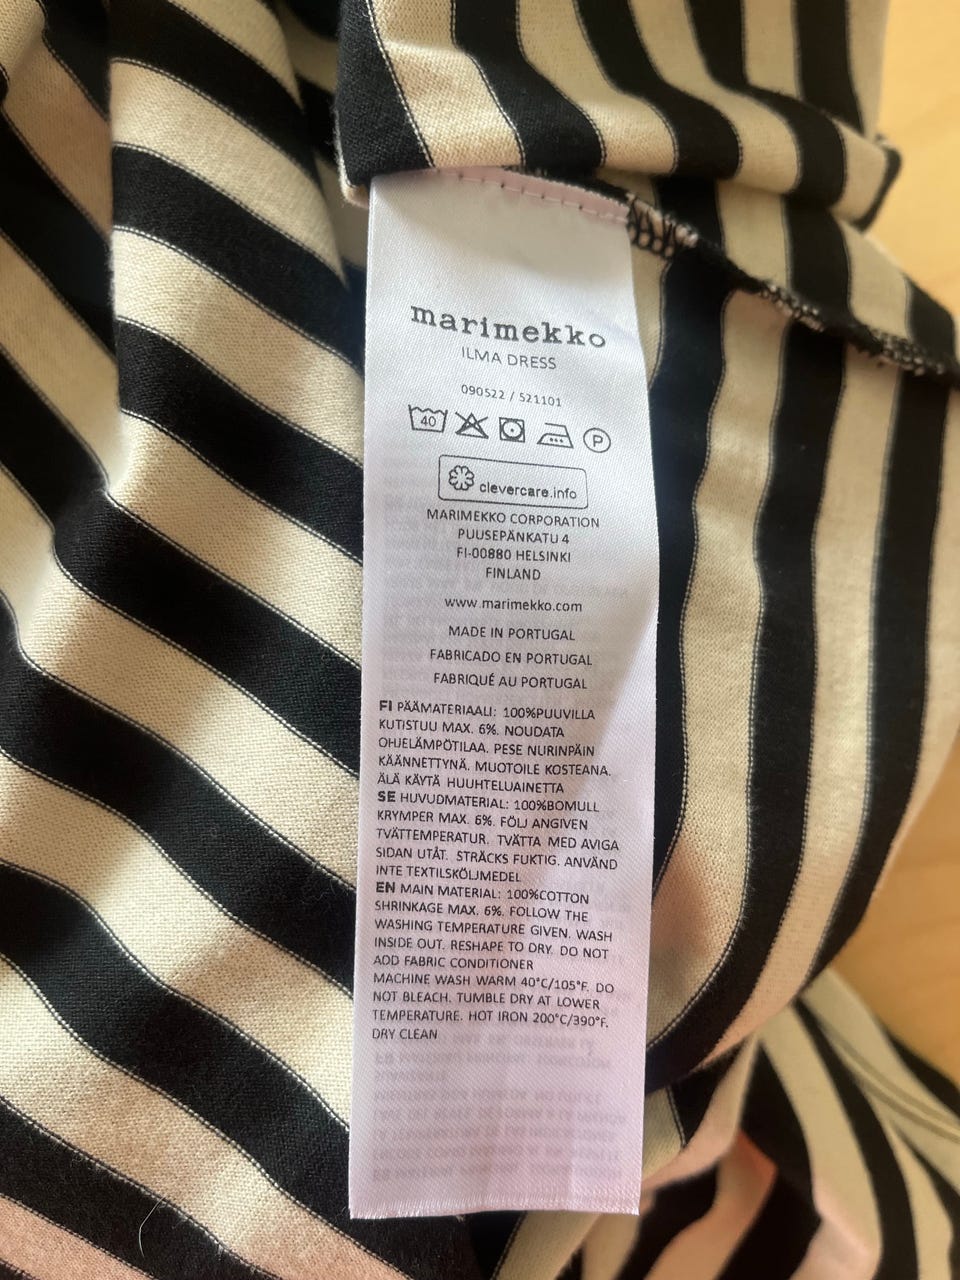 marimekko
ILMA DRESS
090522 / 521101
40
P
clevercare.info
MARIMEKKO CORPORATION
PUUSEPÄNKATU 4
FI-00880 HELSINKI
FINLAND
www.marimekko.com
MADE IN PORTUGAL
FABRICADO EN PORTUGAL
FABRIQUÉ AU PORTUGAL
FI PÄÄMATERIAALI: 100%PUUVILLA
KUTISTUU MAX. 6%. NOUDATA
OHJELÄMPÖTILAA. PESE NURINPÄIN
KÄÄNNETTYNÄ. MUOTOILE KOSTEANA.
ÄLÄ KÄYTÄ HUUHTELUAINETTA
SE HUVUDMATERIAL: 100%BOMULL
KRYMPER MAX. 6%. FÖLJ ANGIVEN
TVÄTTEMPERATUR. TVÄTTA MED AVIGA
SIDAN UTÅT. STRÄCKS FUKTIG. ANVÄND
INTE TEXTILSKÖLJMEDEL
EN MAIN MATERIAL: 100%COTTON
SHRINKAGE MAX. 6%. FOLLOW THE
WASHING TEMPERATURE GIVEN. WASH
INSIDE OUT. RESHAPE TO DRY. DO NOT
ADD FABRIC CONDITIONER
MACHINE WASH WARM 40°C/105°F. DO
NOT BLEACH. TUMBLE DRY AT LOWER
TEMPERATURE. HOT IRON 200°C/390°F.
DRY CLEAN